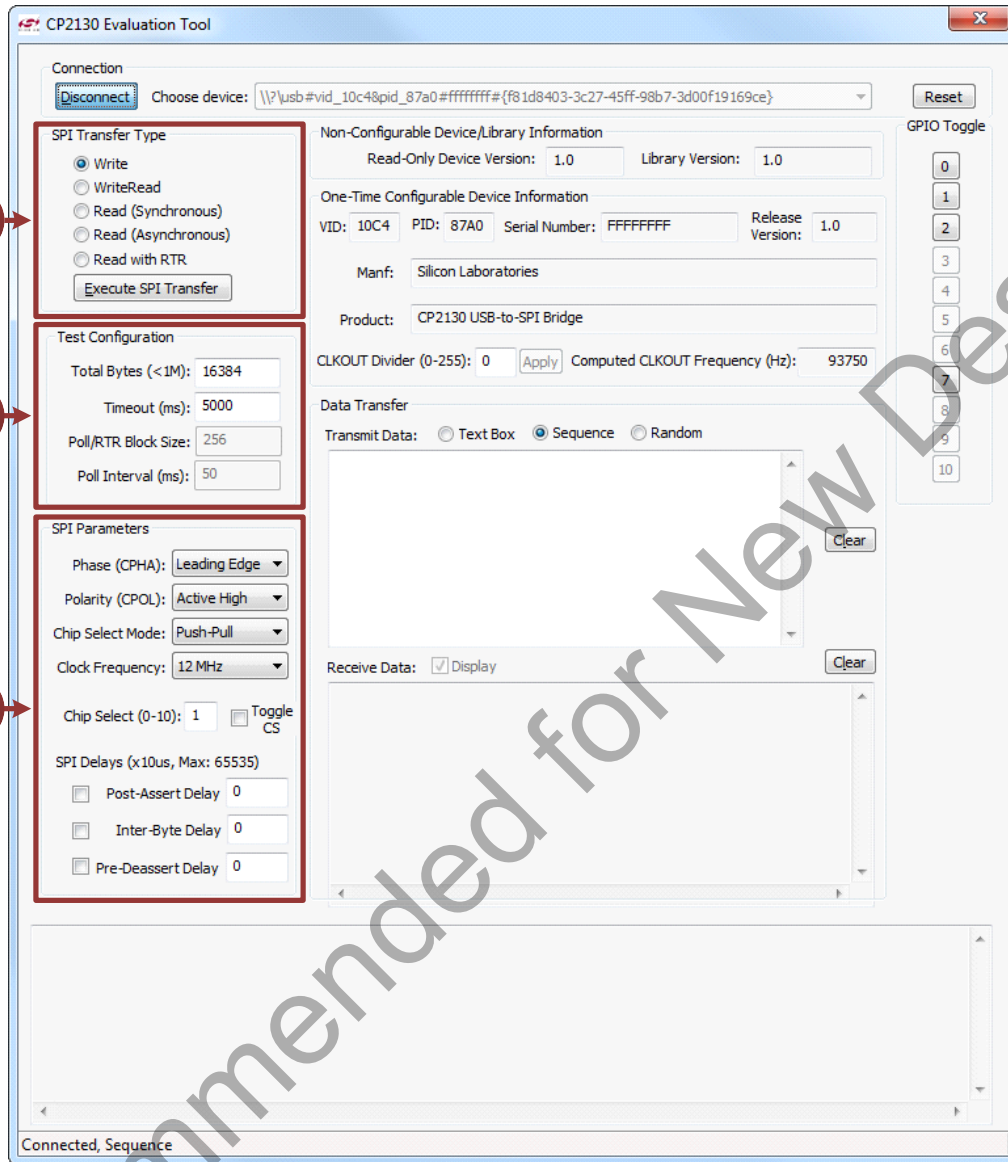 CP2130 Evaluation Tool
Connection
Disconnect Choose device: \\?\usb#vid_10c4&pid_87a0#ffffffff#{f81d8403-3c27-45ff-98b7-3d00f19169ce} Reset
SPI Transfer Type
Write
WriteRead
Read (Synchronous)
Read (Asynchronous)
Read with RTR
Execute SPI Transfer
Test Configuration
Total Bytes (<1M): 16384
Timeout (ms): 5000
Poll/RTR Block Size: 256
Poll Interval (ms): 50
SPI Parameters
Phase (CPHA): Leading Edge
Polarity (CPOL): Active High
Chip Select Mode: Push-Pull
Clock Frequency: 12 MHz
Chip Select (0-10): 1 Toggle
CS
SPI Delays (x10us, Max: 65535)
Post-Assert Delay 0
Inter-Byte Delay 0
Pre-Deassert Delay 0
Non-Configurable Device/Library Information
Read-Only Device Version: 1.0 Library Version: 1.0
One-Time Configurable Device Information
VID: 10C4 PID: 87A0 Serial Number: FFFFFFFF Release
Version: 1.0
Manf: Silicon Laboratories
Product: CP2130 USB-to-SPI Bridge
CLKOUT Divider (0-255): 0 Apply Computed CLKOUT Frequency (Hz): 93750
Data Transfer
Transmit Data: Text Box Sequence Random
Clear
Receive Data: Display Clear
GPIO Toggle
0
1
2
3
4
5
6
7
8
9
10
Connected, Sequence
mmended for New Des